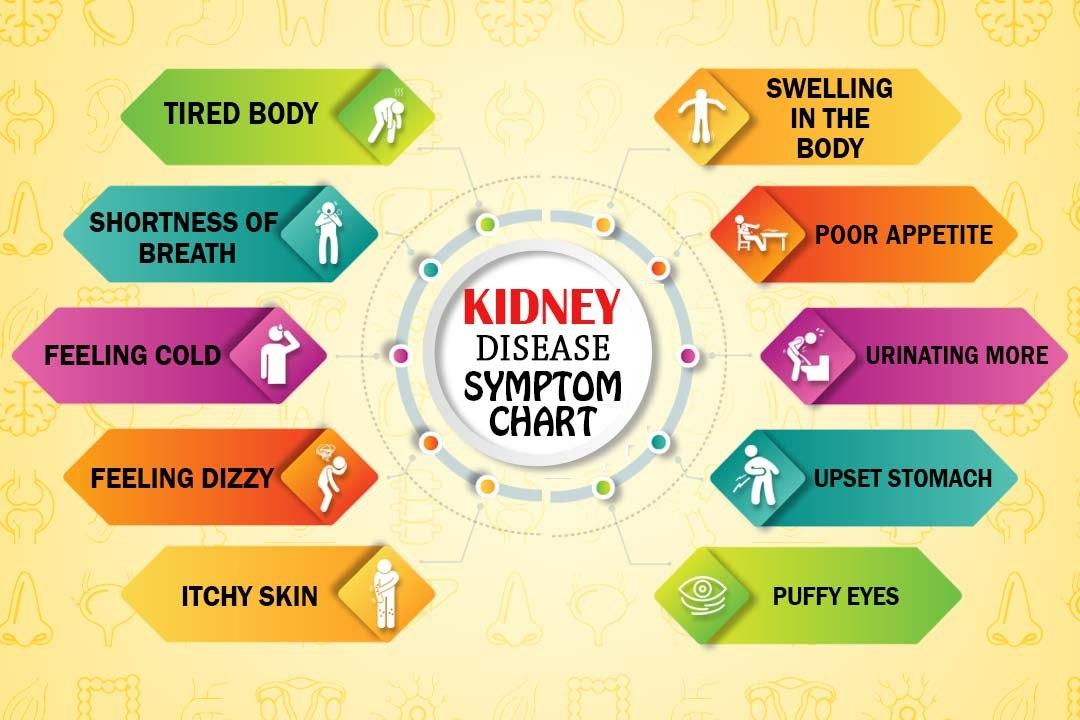 KIDNEY
DISEASE
SYMPTOM
CHART
TIRED BODY
SHORTNESS OF
BREATH
FEELING COLD
FEELING DIZZY
ITCHY SKIN
SWELLING
IN THE
BODY
POOR APPETITE
URINATING MORE
UPSET STOMACH
PUFFY EYES